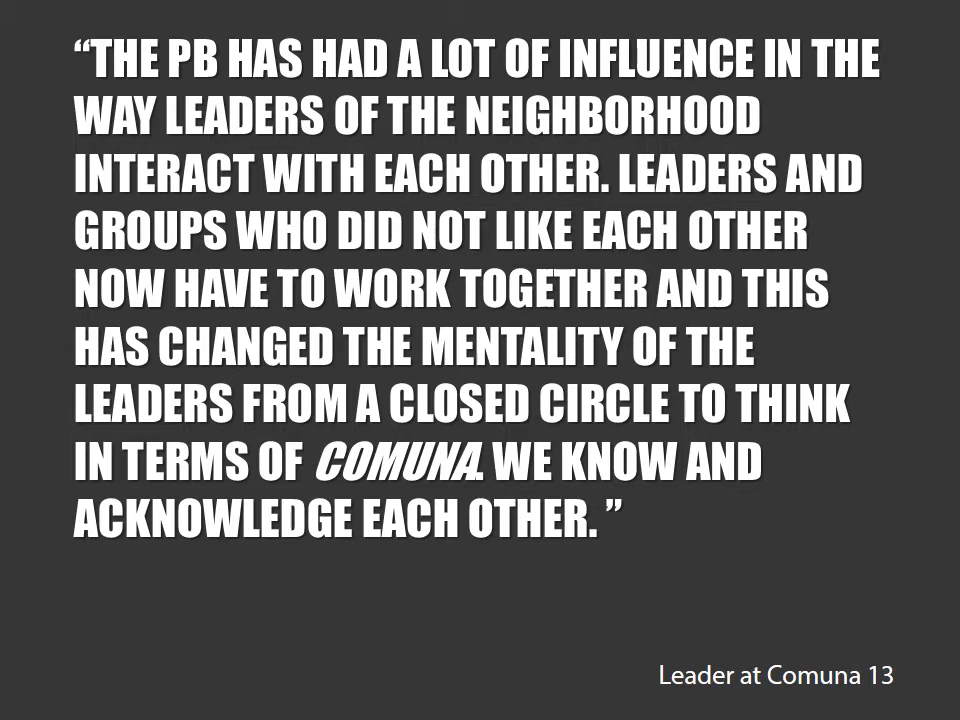 “THE PB HAS HAD A LOT OF INFLUENCE IN THE
WAY LEADERS OF THE NEIGHBORHOOD
INTERACT WITH EACH OTHER. LEADERS AND
GROUPS WHO DID NOT LIKE EACH OTHER
NOW HAVE TO WORK TOGETHER AND THIS
HAS CHANGED THE MENTALITY OF THE
LEADERS FROM A CLOSED CIRCLE TO THINK
IN TERMS OF COMUNA. WE KNOW AND
ACKNOWLEDGE EACH OTHER. ”
Leader at Comuna 13